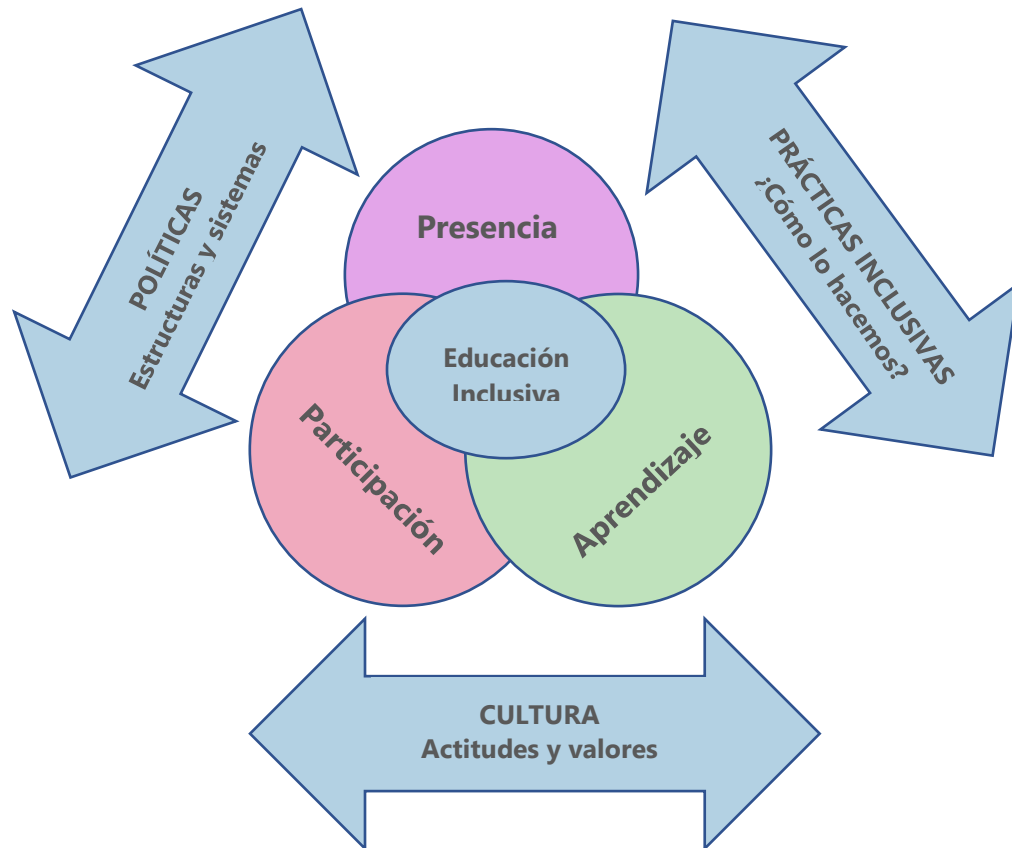 POLÍTICAS
Estructuras y sistemas
PRÁCTICAS INCLUSIVAS
¿Cómo lo hacemos?
Presencia
Educación
Inclusiva
Participación
Aprendizaje
CULTURA
Actitudes y valores